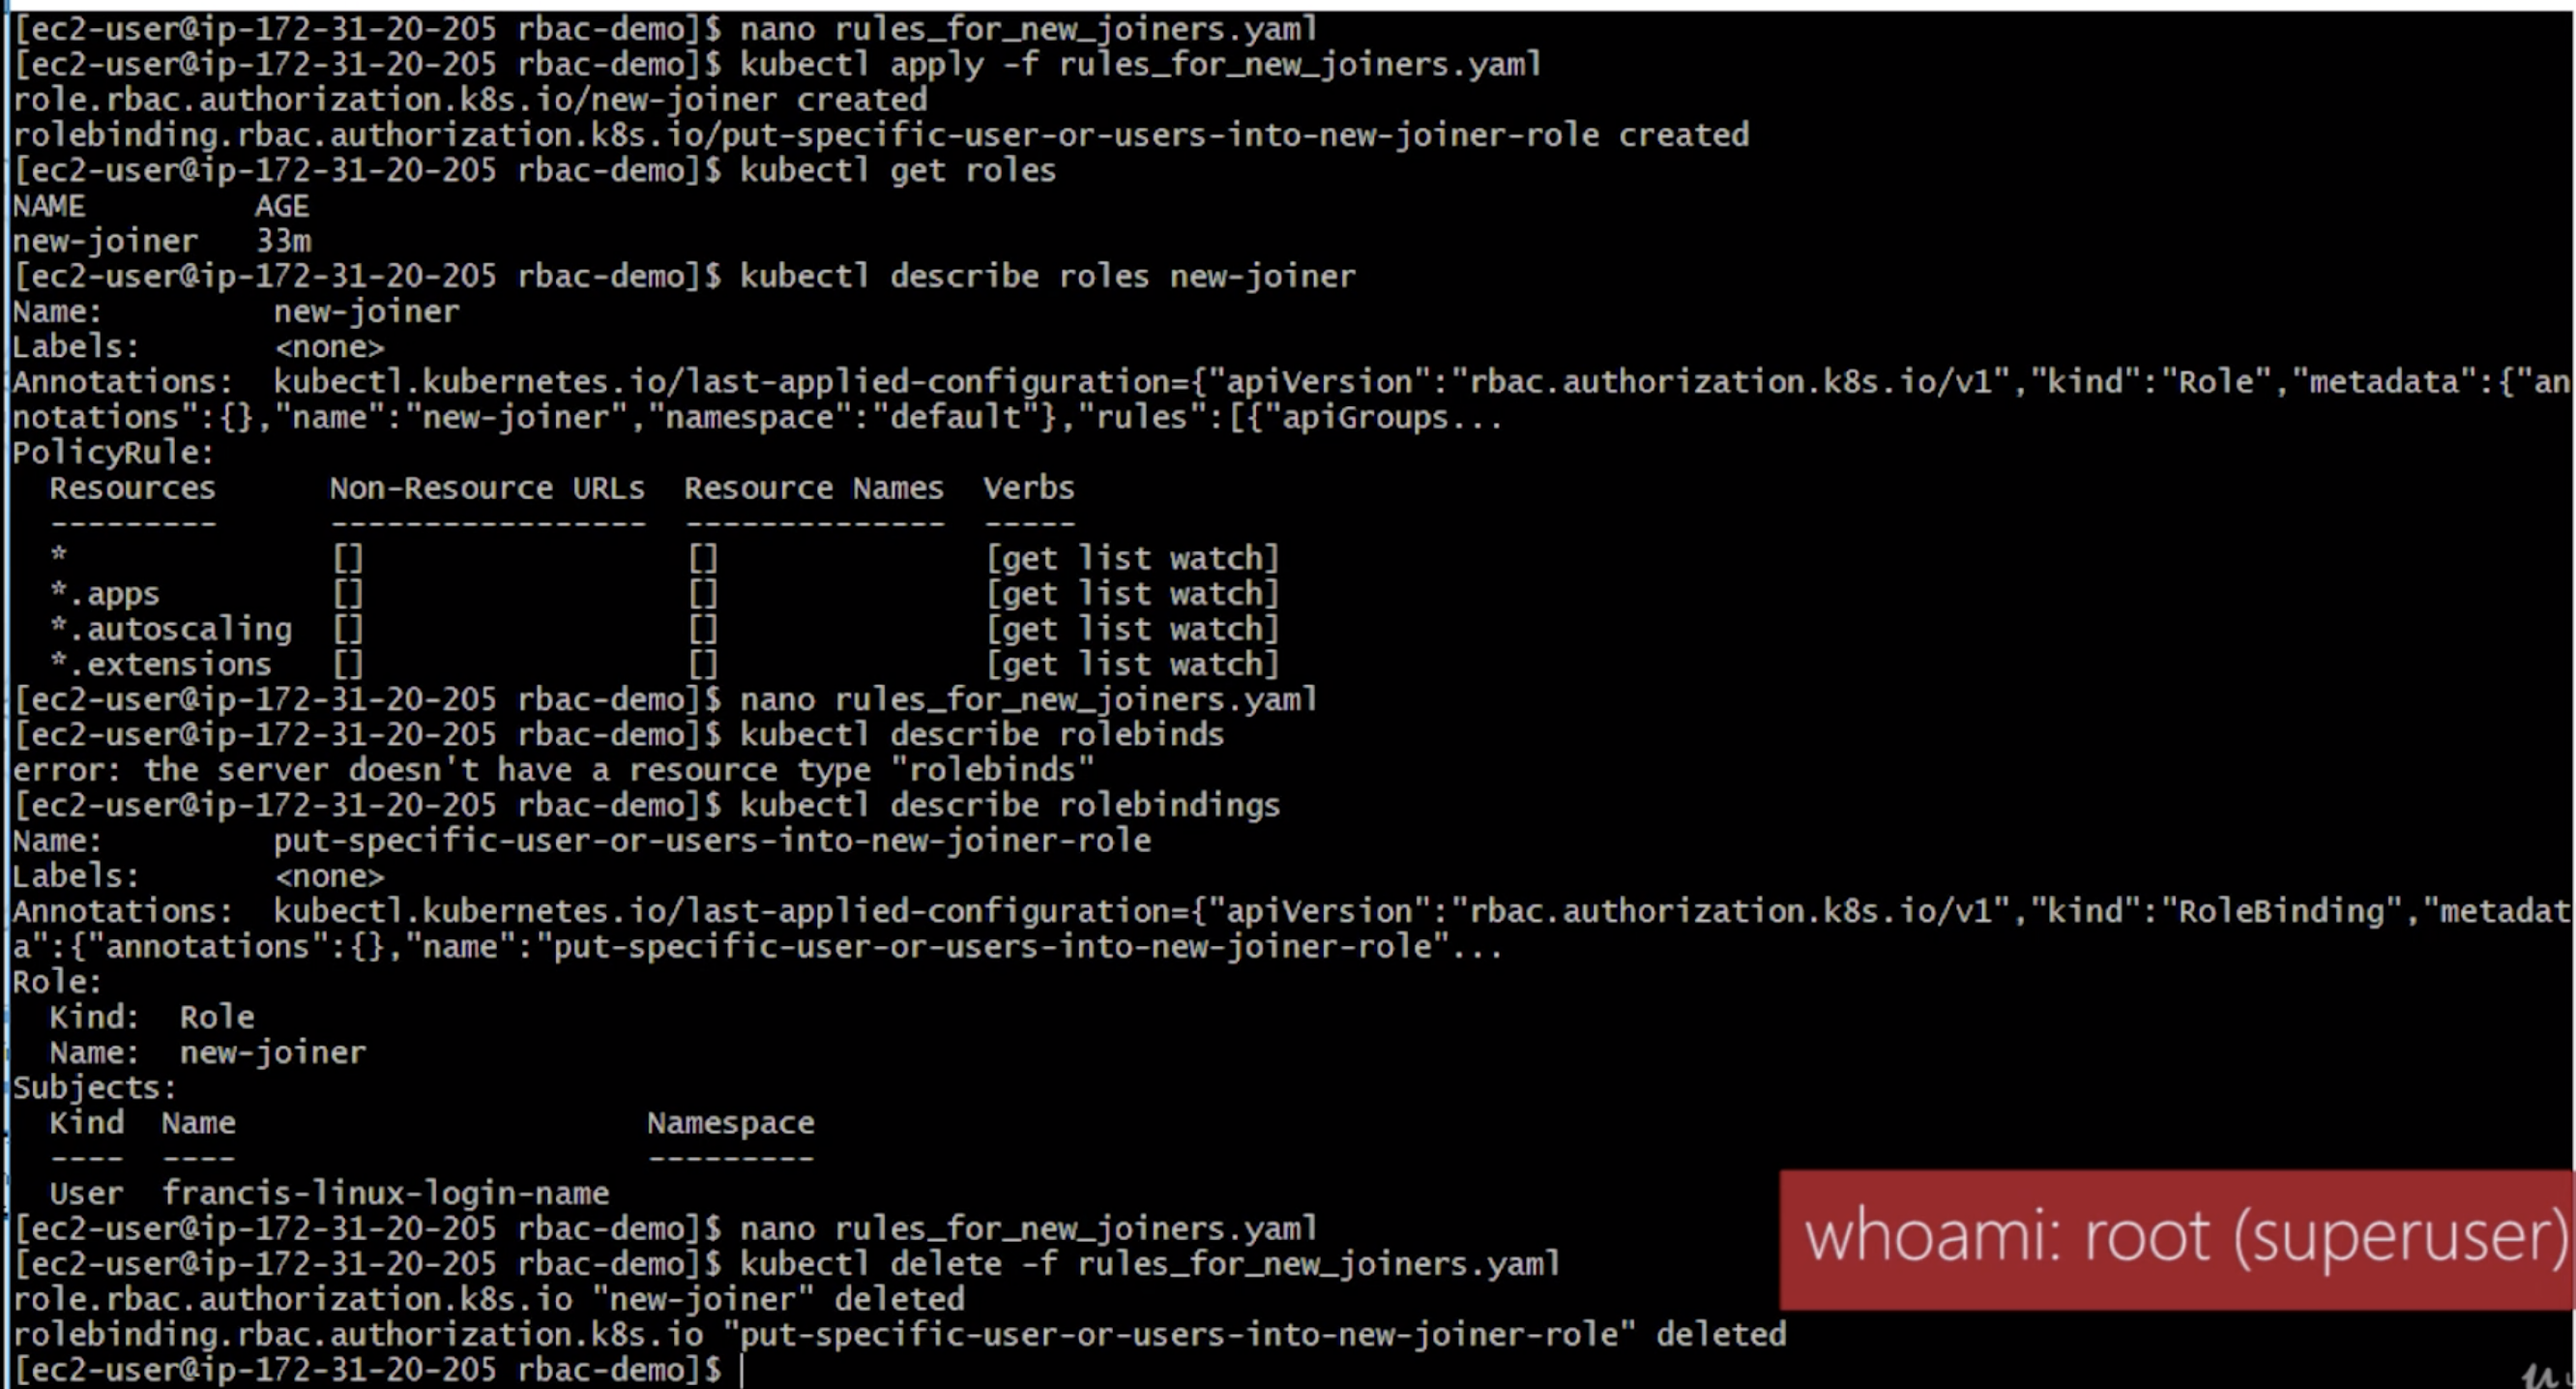 [ec2-user@ip-172-31-20-205 rbac-demo]$ nano rules_for_new_joiners.yaml
[ec2-user@ip-172-31-20-205 rbac-demo]$ kubectl apply -f rules_for_new_joiners.yaml
role.rbac.authorization.k8s.io/new-joiner created
rolebinding.rbac.authorization.k8s.io/put-specific-user-or-users-into-new-joiner-role created
[ec2-user@ip-172-31-20-205 rbac-demo]$ kubectl get roles
NAME         AGE
new-joiner   33m
[ec2-user@ip-172-31-20-205 rbac-demo]$ kubectl describe roles new-joiner
Name:         new-joiner
Labels:       <none>
Annotations:  kubectl.kubernetes.io/last-applied-configuration={"apiVersion":"rbac.authorization.k8s.io/v1","kind":"Role","metadata":{"an
notations":{},"name":"new-joiner","namespace":"default"},"rules":[{"apiGroups...
PolicyRule:
  Resources      Non-Resource URLs  Resource Names  Verbs
  ---------      -----------------  --------------  -----
  *              []                 []              [get list watch]
  *.apps         []                 []              [get list watch]
  *.autoscaling  []                 []              [get list watch]
  *.extensions   []                 []              [get list watch]
[ec2-user@ip-172-31-20-205 rbac-demo]$ nano rules_for_new_joiners.yaml
[ec2-user@ip-172-31-20-205 rbac-demo]$ kubectl describe rolebinds
error: the server doesn't have a resource type "rolebinds"
[ec2-user@ip-172-31-20-205 rbac-demo]$ kubectl describe rolebindings
Name:         put-specific-user-or-users-into-new-joiner-role
Labels:       <none>
Annotations:  kubectl.kubernetes.io/last-applied-configuration={"apiVersion":"rbac.authorization.k8s.io/v1","kind":"RoleBinding","metadat
a":{"annotations":{},"name":"put-specific-user-or-users-into-new-joiner-role"...
Role:
  Kind:  Role
  Name:  new-joiner
Subjects:
  Kind  Name                      Namespace
  ----  ----                      ---------
  User  francis-linux-login-name
[ec2-user@ip-172-31-20-205 rbac-demo]$ nano rules_for_new_joiners.yaml
[ec2-user@ip-172-31-20-205 rbac-demo]$ kubectl delete -f rules_for_new_joiners.yaml
role.rbac.authorization.k8s.io "new-joiner" deleted
rolebinding.rbac.authorization.k8s.io "put-specific-user-or-users-into-new-joiner-role" deleted
[ec2-user@ip-172-31-20-205 rbac-demo]$
whoami: root (superuser)